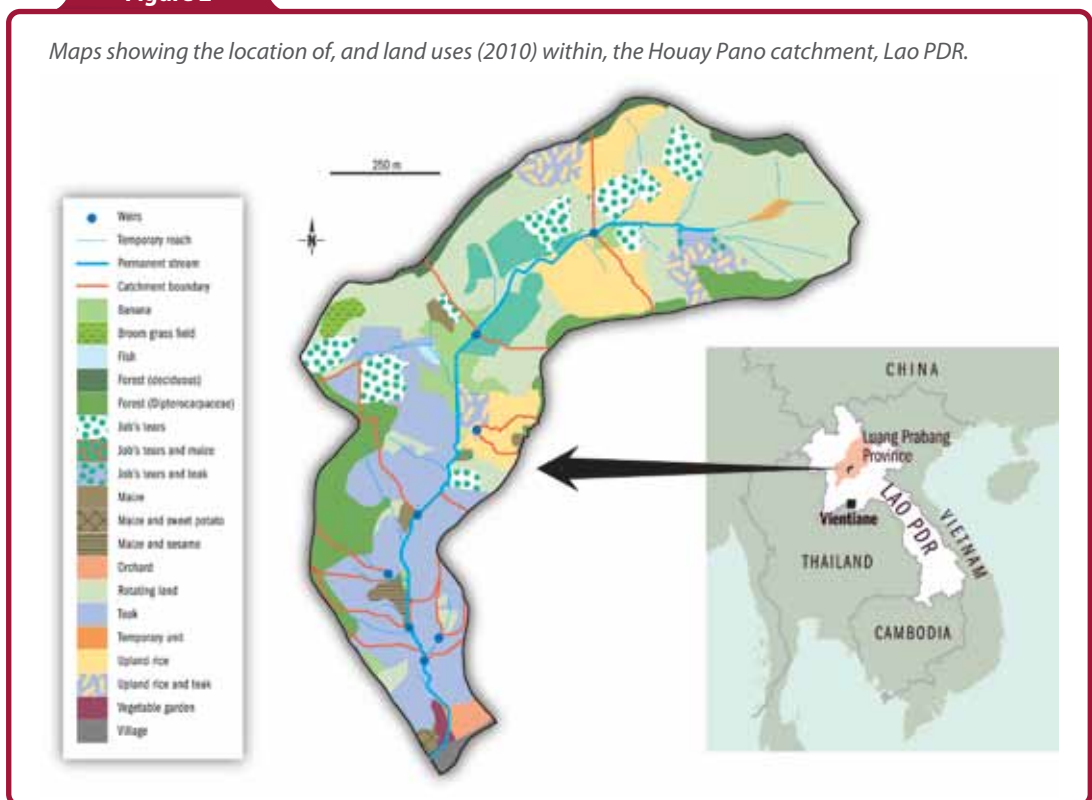 Figure 2
Maps showing the location of, and land uses (2010) within, the Houay Pano catchment, Lao PDR.
250 m
N
Weirs
Temporary reach
Permanent stream
Catchment boundary
Banana
Broom grass field
Fish
Forest (deciduous)
Forest (Dipterocarpaceae)
Job's tears
Job's tears and maize
Job's tears and teak
Maize
Maize and sweet potato
Maize and sesame
Orchard
Rotating land
Teak
Temporary unit
Upland rice
Upland rice and teak
Vegetable garden
Village
CHINA
Luang Prabang
Province
LAO PDR
VIETNAM
Vientiane
THAILAND
CAMBODIA